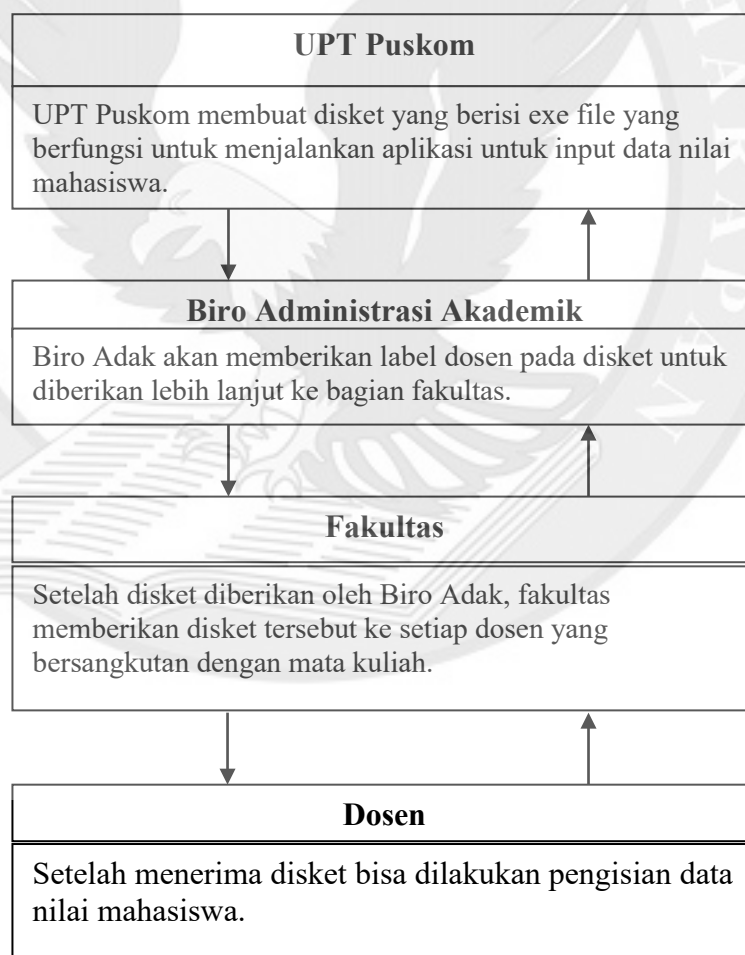 UPT Puskom
UPT Puskom membuat disket yang berisi exe file yang
berfungsi untuk menjalankan aplikasi untuk input data nilai
mahasiswa.
Biro Administrasi Akademik
Biro Adak akan memberikan label dosen pada disket untuk
diberikan lebih lanjut ke bagian fakultas.
Fakultas
Setelah disket diberikan oleh Biro Adak, fakultas
memberikan disket tersebut ke setiap dosen yang
bersangkutan dengan mata kuliah.
Dosen
Setelah menerima disket bisa dilakukan pengisian data
nilai mahasiswa.